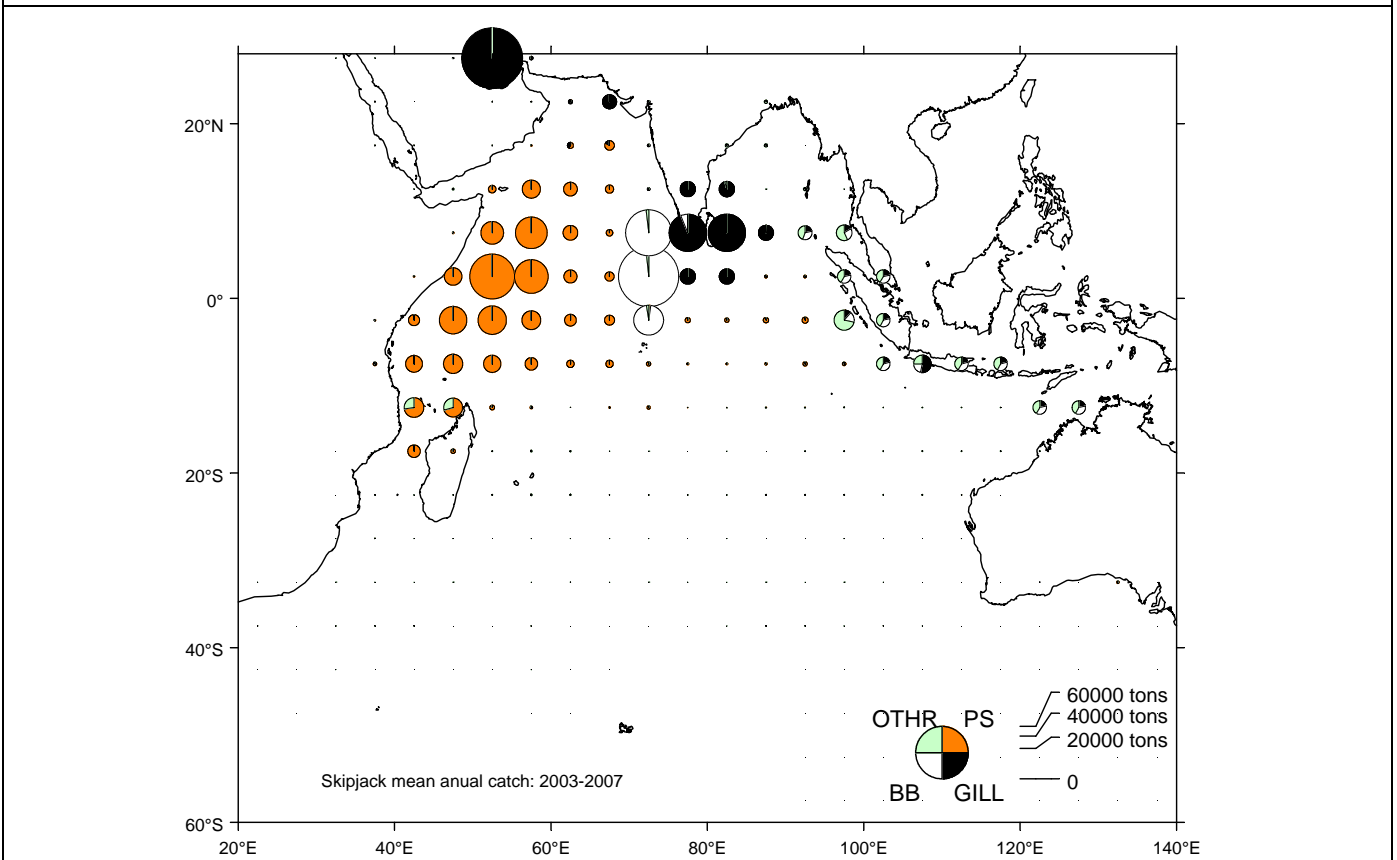 20°N
0°
20°S
40°S
60°S
60000 tons
OTHR PS
40000 tons
20000 tons
Skipjack mean anual catch: 2003-2007
0
BB GILL
20°E 40°E 60°E 80°E 100°E 120°E 140°E